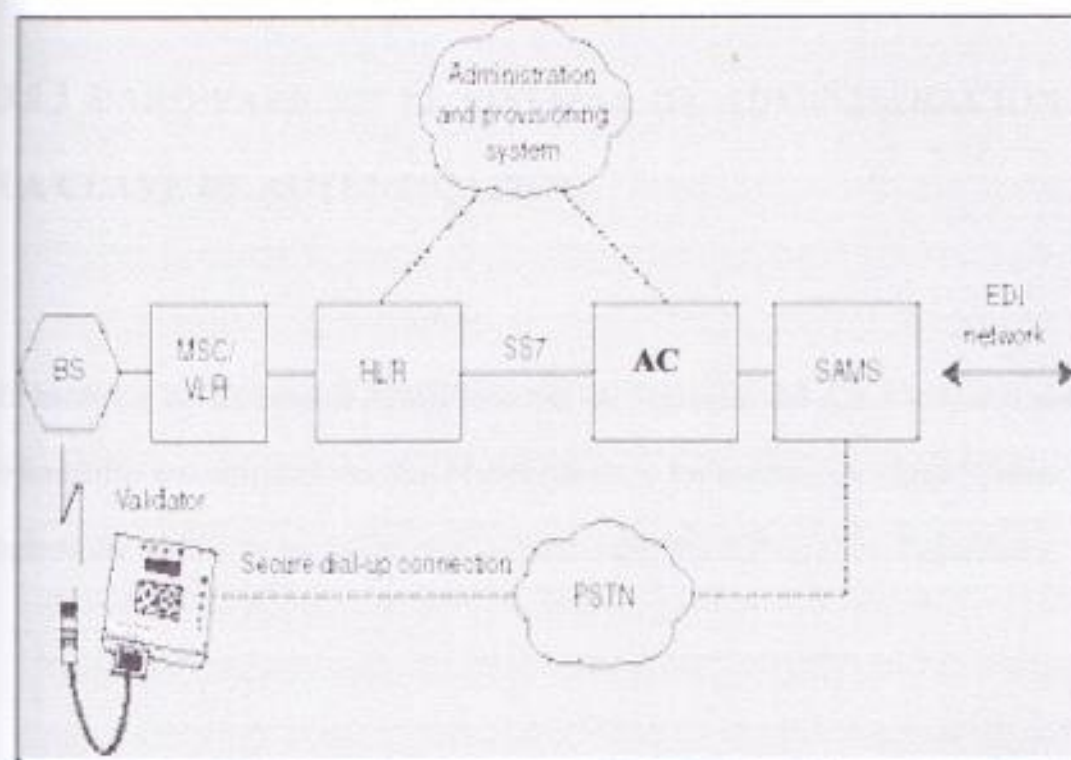 Administration
and provisioning
system
BS
MSC/
VLR
HLR
SS7
AC
SAMS
EDI
network
Validator
Secure dial-up connection
PSTN